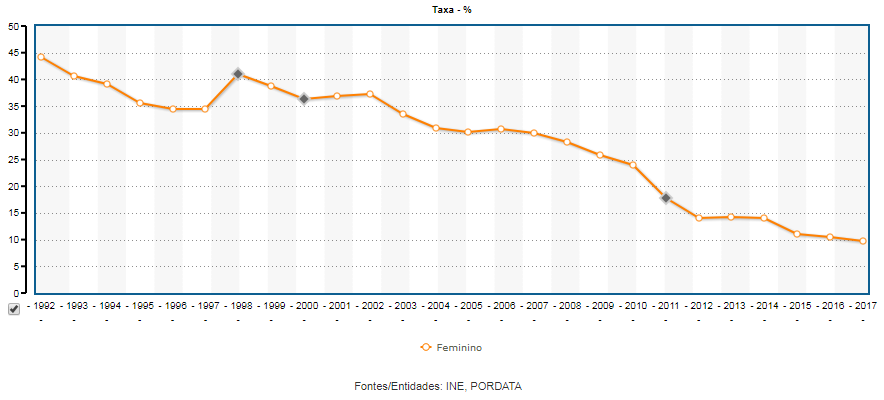 Taxa - %
50
45
40
35
30
25
20
15
10
5
0
- 1992 - 1993 - 1994 - 1995 - 1996 - 1997 - 1998 - 1999 - 2000 - 2001 - 2002 - 2003 - 2004 - 2005 - 2006 - 2007 - 2008 - 2009 - 2010 - 2011 - 2012 - 2013 - 2014 - 2015 - 2016 - 2017
- - - - - - - - - - - - - - - - - - - - - - - - - -
Feminino
Fontes/Entidades: INE, PORDATA